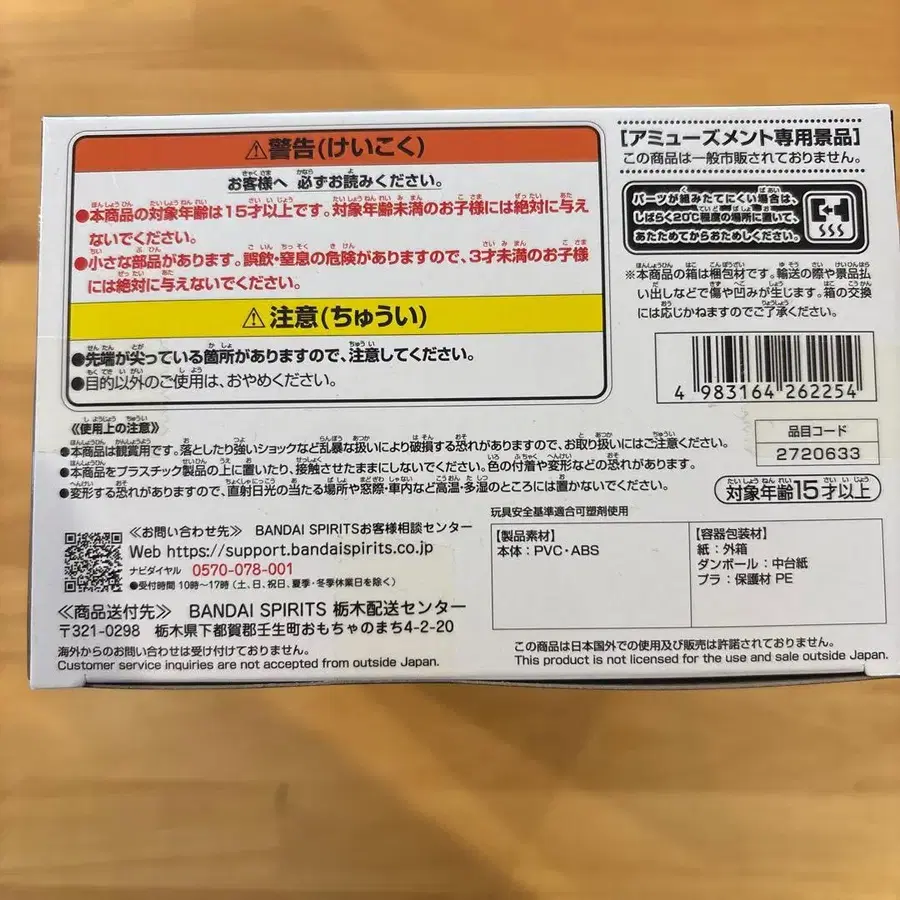 ⚠警告(けいこく)
お客様へ 必ずお読みください。
●本商品の対象年齢は15才以上です。対象年齢未満のお子様には絶対に与え
ないでください。
●小さな部品があります。誤飲・窒息の危険がありますので、3才未満のお子様
には絶対に与えないでください。
⚠注意(ちゅうい)
●先端が尖っている箇所がありますので、注意してください。
●目的以外のご使用は、おやめください。
《使用上の注意》
●本商品は観賞用です。落としたり強いショックなど乱暴な扱いにより破損する恐れがありますので、お取り扱いにはご注意ください。
●本商品をプラスチック製品の上に置いたり、接触させたままにしないでください。色の付着や変形などの恐れがあります。
●変形する恐れがありますので、直射日光の当たる場所や窓際・車内など高温・多湿のところには置かないでください。
[アミューズメント専用景品]
この商品は一般市販されておりません。
パーツが組みたてにくい場合は、
しばらく20℃程度の場所に置いて、
あたためてからおためしください。
※本商品の箱は梱包材です。輸送の際や景品払
い出しなどで傷や凹みが生じます。箱の交換
には応じかねますのでご了承ください。
4 983164 262254
品目コード
2720633
対象年齢15才以上
≪お問い合わせ先≫ BANDAI SPIRITSお客様相談センター
Web https://support.bandaispirits.co.jp
ナビダイヤル 0570-078-001
●受付時間 10時〜17時(土、日、祝日、夏季・冬季休業日を除く)
≪商品送付先≫ BANDAI SPIRITS 栃木配送センター
〒321-0298 栃木県下都賀郡壬生町おもちゃのまち4-2-20
海外からのお問い合わせは受け付けておりません。
Customer service inquiries are not accepted from outside Japan.
玩具安全基準適合可塑剤使用
【製品素材】
本体：PVC・ABS
【容器包装材】
紙：外箱
ダンボール：中台紙
プラ：保護材 PE
この商品は日本国外での使用及び販売は許諾されておりません。
This product is not licensed for the use and sale outside Japan.